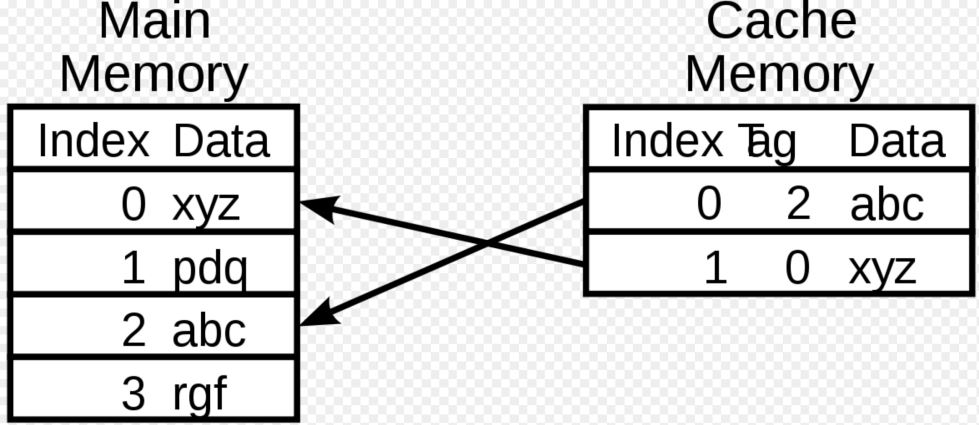 Main
Memory
Index Data
0 xyz
1 pdq
2 abc
3 rgf
Cache
Memory
Index Tag Data
0 2 abc
1 0 xyz